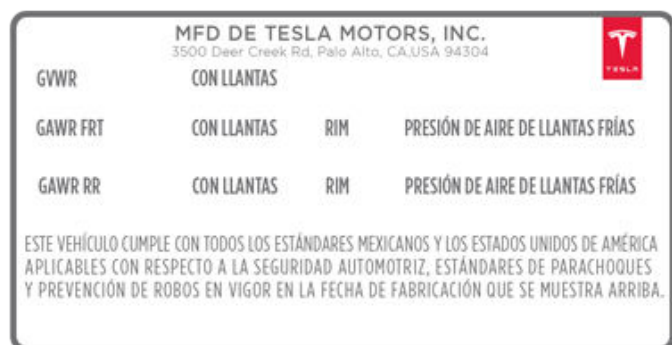 MFD DE TESLA MOTORS, INC.
3500 Deer Creek Rd, Palo Alto, CA,USA 94304
TESLA
GVWR CON LLANTAS
GAWR FRT CON LLANTAS RIM PRESIÓN DE AIRE DE LLANTAS FRÍAS
GAWR RR CON LLANTAS RIM PRESIÓN DE AIRE DE LLANTAS FRÍAS
ESTE VEHÍCULO CUMPLE CON TODOS LOS ESTÁNDARES MEXICANOS Y LOS ESTADOS UNIDOS DE AMÉRICA
APLICABLES CON RESPECTO A LA SEGURIDAD AUTOMOTRIZ, ESTÁNDARES DE PARACHOQUES
Y PREVENCIÓN DE ROBOS EN VIGOR EN LA FECHA DE FABRICACIÓN QUE SE MUESTRA ARRIBA.